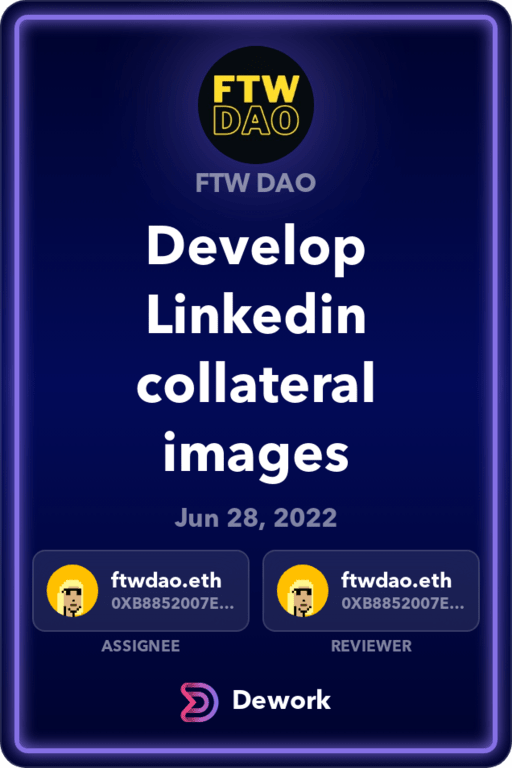 FTW
DAO
FTW DAO
Develop
Linkedin
collateral
images
Jun 28, 2022
ftwdao.eth
0XB8852007E...
ftwdao.eth
0XB8852007E...
ASSIGNEE
REVIEWER
Dework